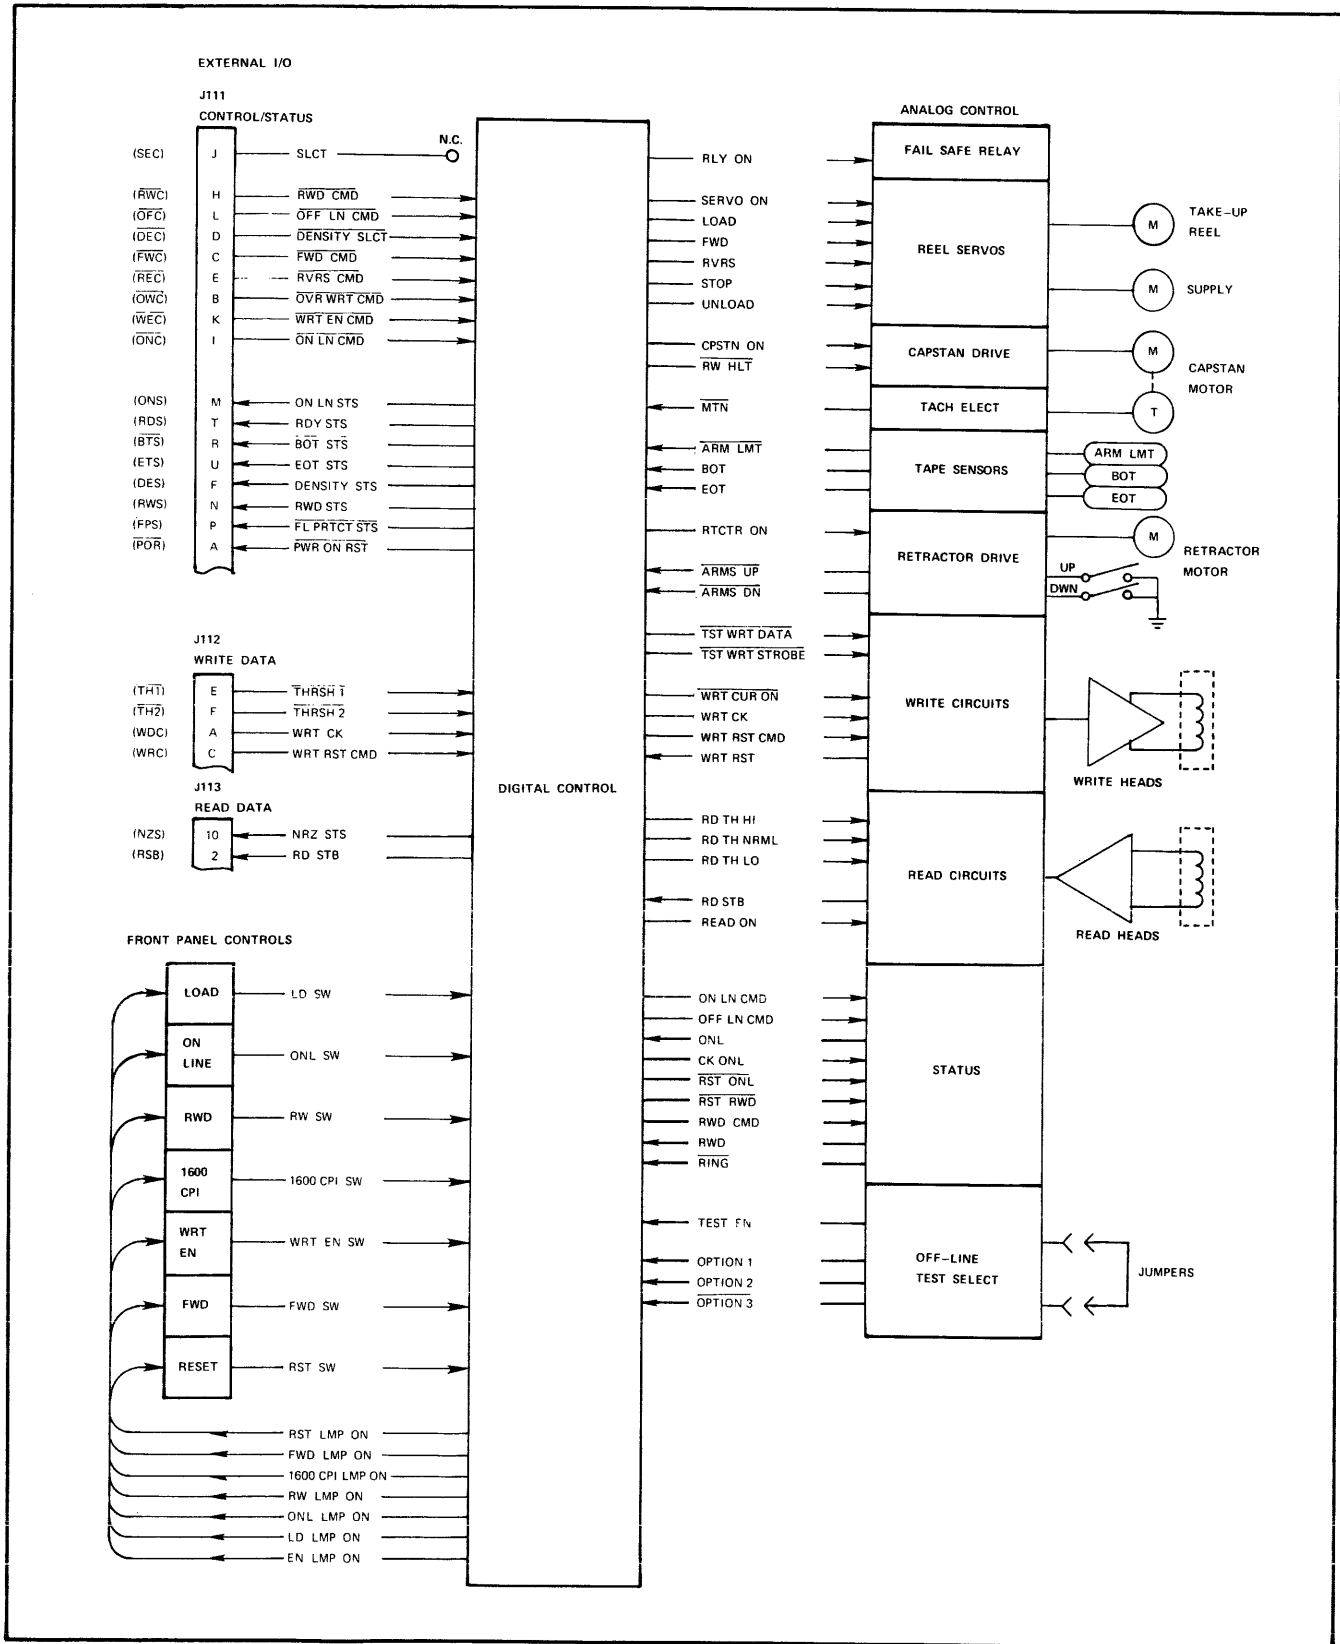 EXTERNAL I/O
J111
CONTROL/STATUS
(SEC) J SLCT N.C.
(RWC) H RWD CMD
(OFC) L OFF LN CMD
(DEC) D DENSITY SLCT
(FWC) C FWD CMD
(REC) E RVRS CMD
(OWC) B OVR WRT CMD
(WEC) K WRT EN CMD
(ONC) I ON LN CMD
(ONS) M ON LN STS
(RDS) T RDY STS
(BTS) R BOT STS
(ETS) U EOT STS
(DES) F DENSITY STS
(RWS) N RWD STS
(FPS) P FL PRTCT STS
(POR) A PWR ON RST
J112
WRITE DATA
(TH1) E THRSH 1
(TH2) F THRSH 2
(WDC) A WRT CK
(WRC) C WRT RST CMD
J113
READ DATA
(NZS) 10 NRZ STS
(RSB) 2 RD STB
FRONT PANEL CONTROLS
LOAD LD SW
ON LINE ONL SW
RWD RW SW
1600 CPI 1600 CPI SW
WRT EN WRT EN SW
FWD FWD SW
RESET RST SW
RST LMP ON
FWD LMP ON
1600 CPI LMP ON
RW LMP ON
ONL LMP ON
LD LMP ON
EN LMP ON
DIGITAL CONTROL
ANALOG CONTROL
RLY ON
FAIL SAFE RELAY
SERVO ON
LOAD
FWD
RVRS
STOP
UNLOAD
REEL SERVOS
M TAKE-UP
REEL
M SUPPLY
CPSTN ON
RW HLT
CAPSTAN DRIVE
M
CAPSTAN
MOTOR
MTN
TACH ELECT
T
ARM LMT
BOT
EOT
TAPE SENSORS
ARM LMT
BOT
EOT
RTCTR ON
ARMS UP
ARMS DN
RETRACTOR DRIVE
M
RETRACTOR
MOTOR
UP
DWN
TST WRT DATA
TST WRT STROBE
WRT CUR ON
WRT CK
WRT RST CMD
WRT RST
WRITE CIRCUITS
WRITE HEADS
RD TH HI
RD TH NRML
RD TH LO
RD STB
READ ON
READ CIRCUITS
READ HEADS
ON LN CMD
OFF LN CMD
ONL
CK ONL
RST ONL
RST RWD
RWD CMD
RWD
RING
STATUS
TEST EN
OPTION 1
OPTION 2
OPTION 3
OFF-LINE
TEST SELECT
JUMPERS